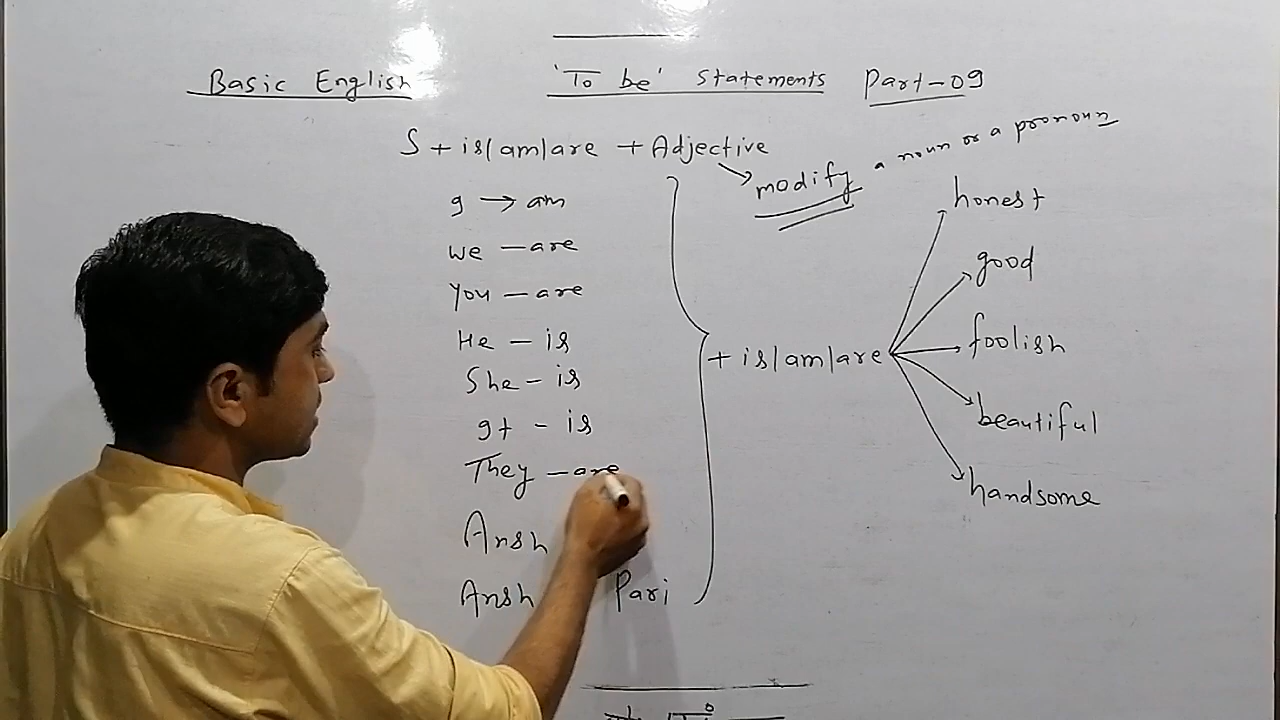 Basic English 'To be' Statements Part-09
S + is/am/are + Adjective
modify a noun or a pronoun
I → am
We - are
You - are
He - is
She - is
It - is
They - are
Ansh
Ansh Pari
+ is/am/are
honest
good
foolish
beautiful
handsome